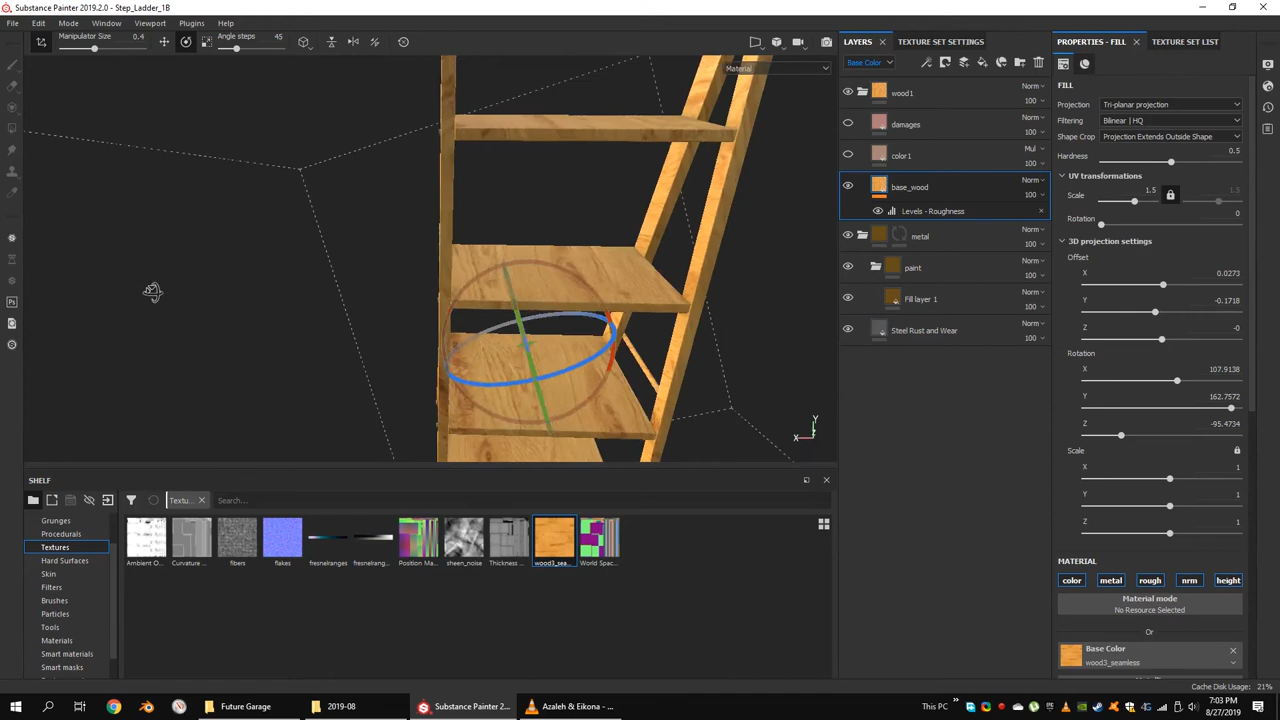 Substance Painter 2019.2.0 - Step_Ladder_1B
File Edit Mode Window Viewport Plugins Help
Manipulator Size 0.4 Angle steps 45
Material
LAYERS TEXTURE SET SETTINGS
Base Color
wood1 Norm 100
damages Norm 100
color1 Mul 100
base_wood Norm 100
Levels - Roughness
metal Norm 100
paint Norm 100
Fill layer 1 Norm 100
Steel Rust and Wear Norm 100
PROPERTIES - FILL TEXTURE SET LIST
FILL
Projection Tri-planar projection
Filtering Bilinear | HQ
Shape Crop Projection Extends Outside Shape
Hardness 0.5
UV transformations
Scale 1.5 1.5
Rotation 0
3D projection settings
Offset
X 0.0273
Y -0.1718
Z -0
Rotation
X 107.9138
Y 162.7572
Z -95.4734
Scale
X 1
Y 1
Z 1
MATERIAL
color metal rough nrm height
Material mode
No Resource Selected
Or
Base Color
wood3_seamless
Y
X
SHELF
Textu...
Search...
Grunges
Procedurals
Textures
Hard Surfaces
Skin
Filters
Brushes
Particles
Tools
Materials
Smart materials
Smart masks
Ambient O... Curvature ... fibers flakes fresnelranges fresnelrang... Position Ma... sheen_noise Thickness ... wood3_sea... World Spac...
Cache Disk Usage: 21%
Future Garage 2019-08 Substance Painter 2... Azaleh & Eikona - ...
This PC
7:03 PM
8/27/2019